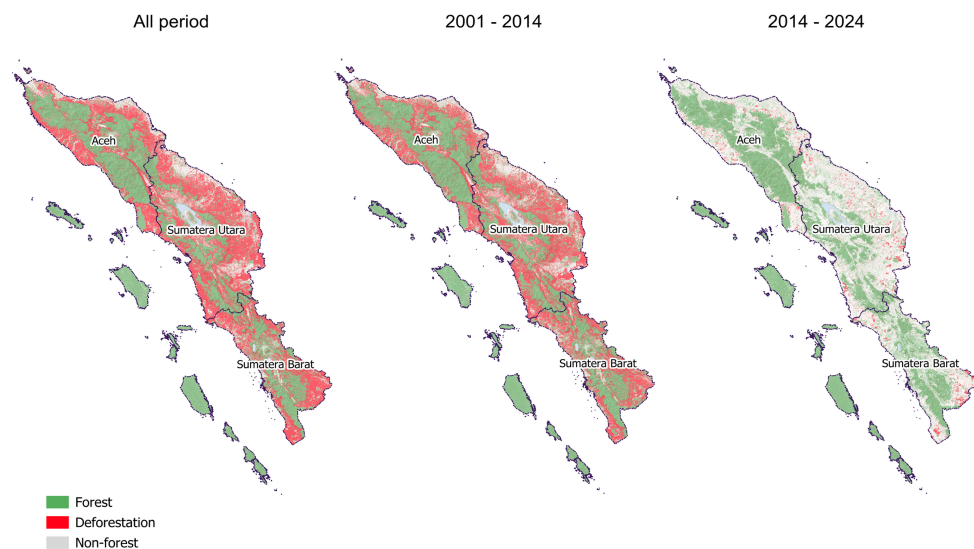 All period
2001 - 2014
2014 - 2024
Aceh
Sumatera Utara
Sumatera Barat
Aceh
Sumatera Utara
Sumatera Barat
Aceh
Sumatera Utara
Sumatera Barat
Forest
Deforestation
Non-forest